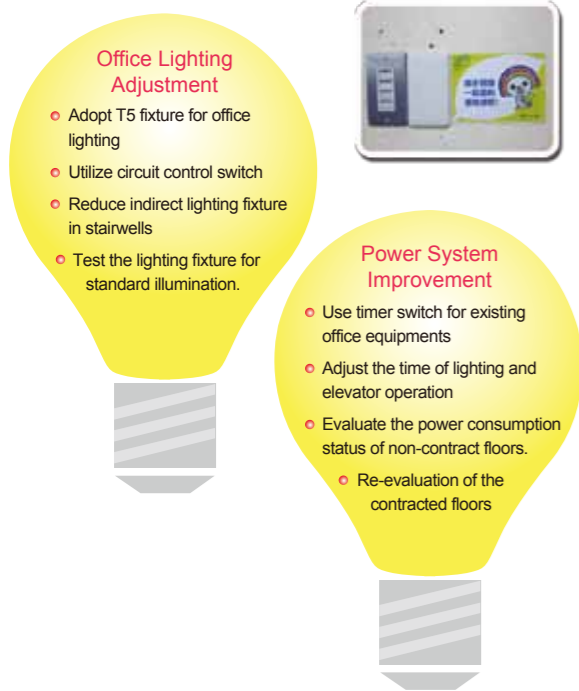 Office Lighting
Adjustment
Adopt T5 fixture for office
lighting
Utilize circuit control switch
Reduce indirect lighting fixture
in stairwells
Test the lighting fixture for
standard illumination.
Power System
Improvement
Use timer switch for existing
office equipments
Adjust the time of lighting and
elevator operation
Evaluate the power consumption
status of non-contract floors.
Re-evaluation of the
contracted floors